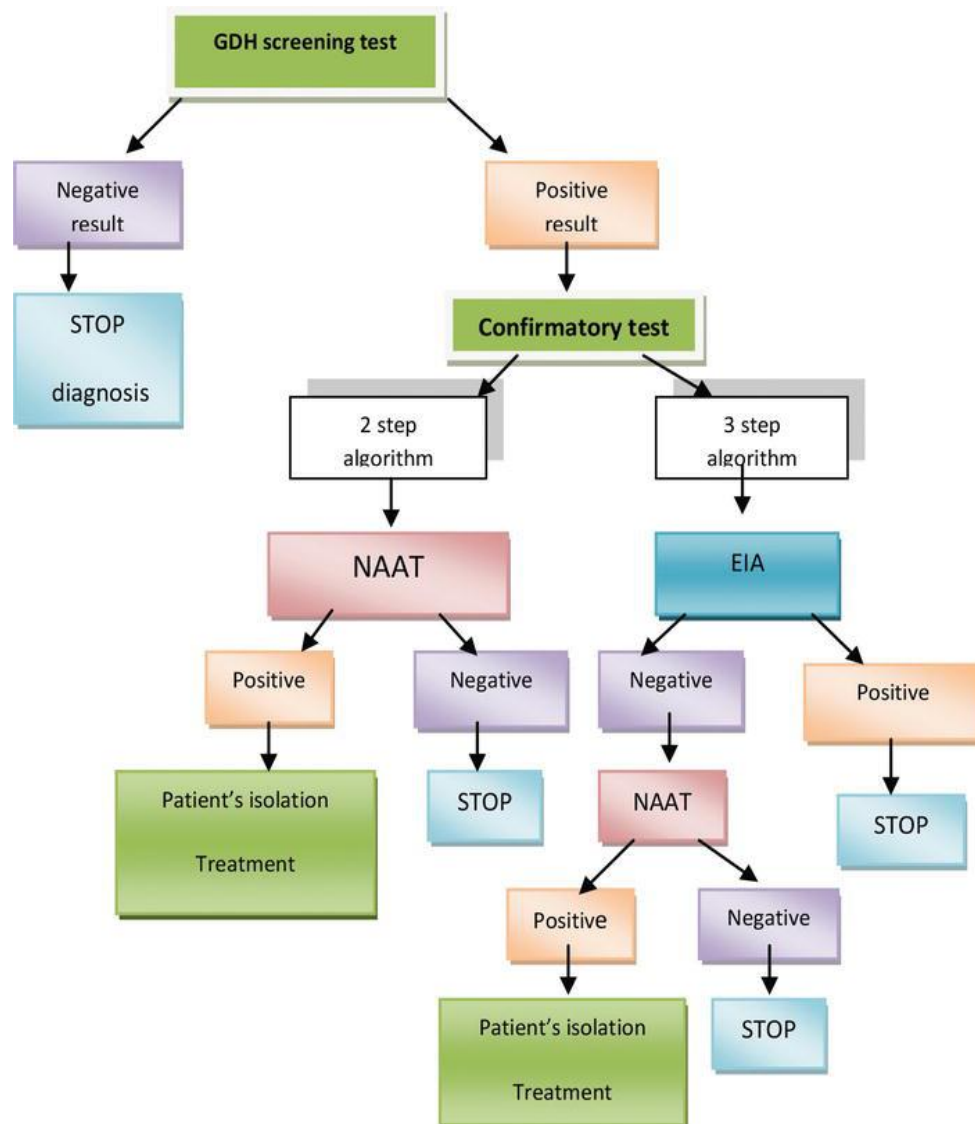 GDH screening test
Negative
result
Positive
result
STOP
diagnosis
Confirmatory test
2 step
algorithm
3 step
algorithm
NAAT
EIA
Positive
Negative
Negative
Positive
Patient’s isolation
Treatment
STOP
NAAT
STOP
Positive
Negative
Patient’s isolation
Treatment
STOP